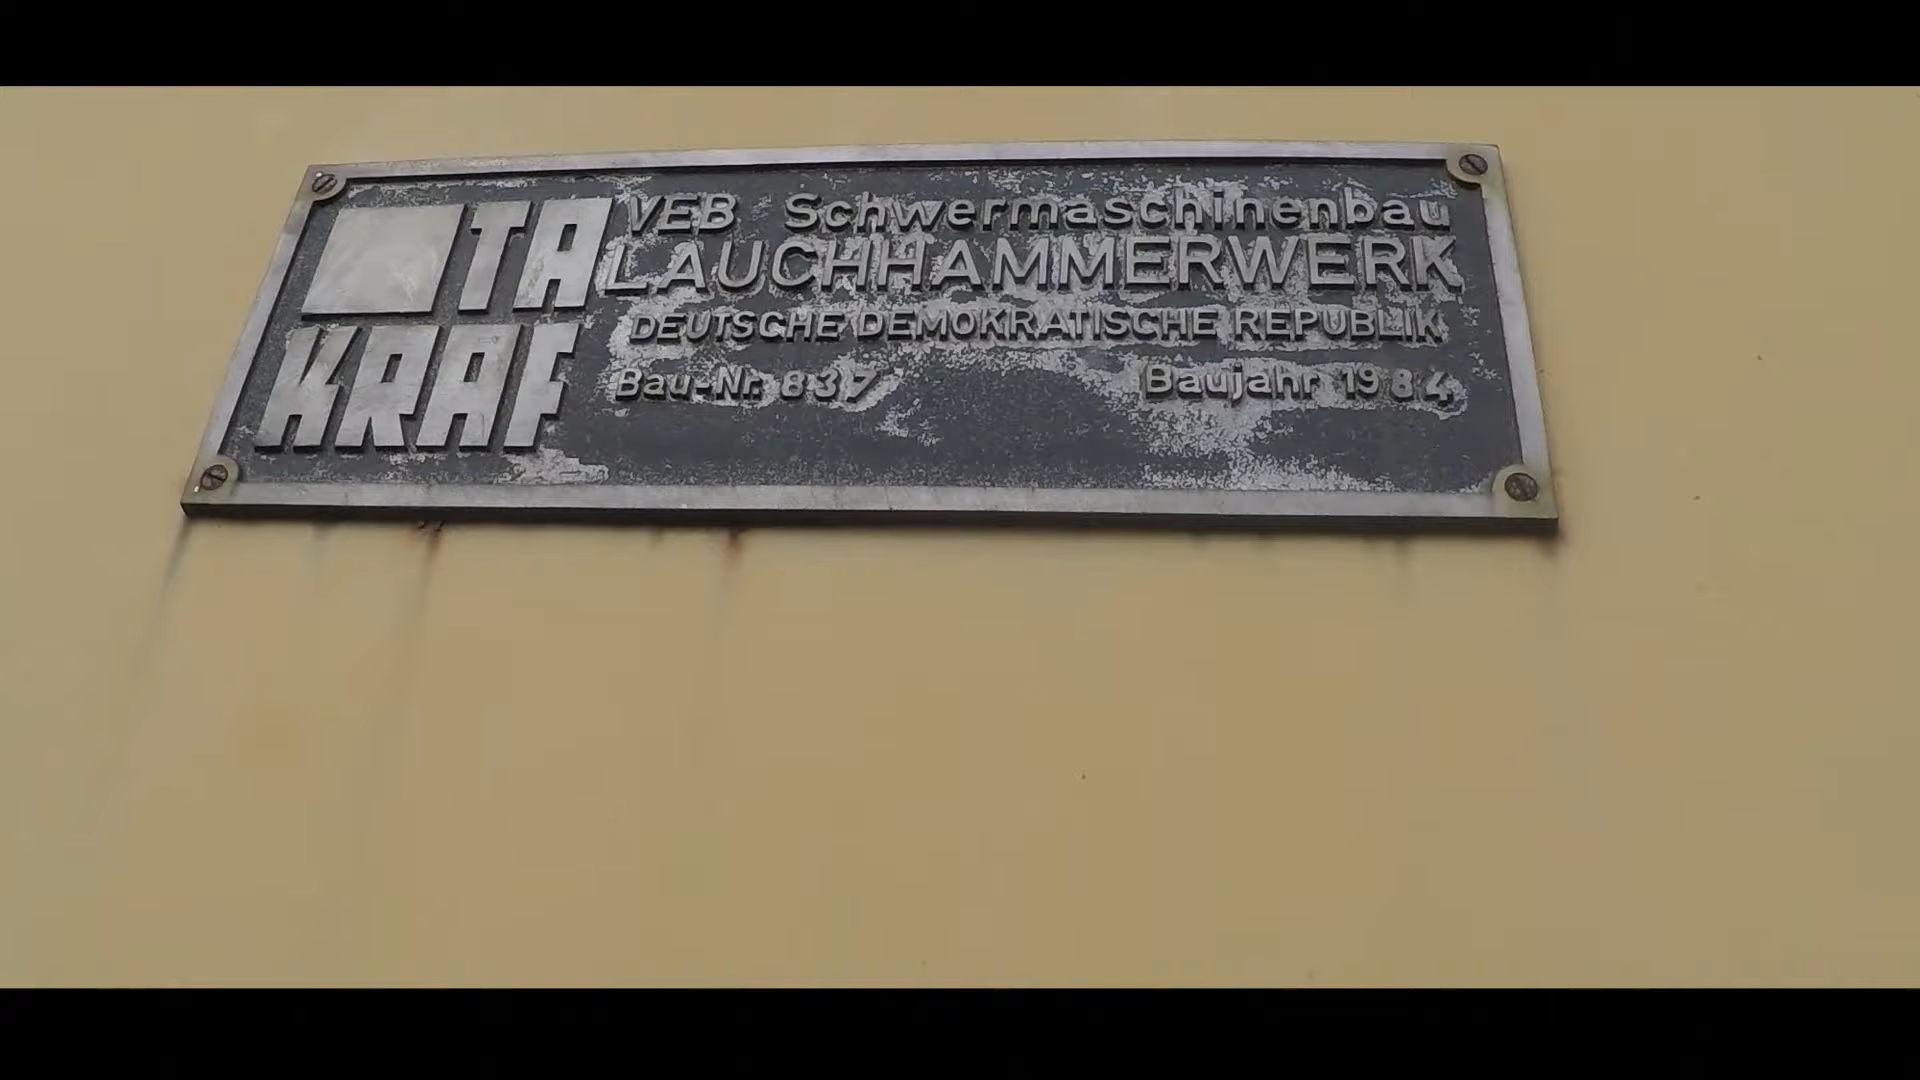 TA
KRAF
VEB Schwermaschinenbau
LAUCHHAMMERWERK
DEUTSCHE DEMOKRATISCHE REPUBLIK
Bau-Nr. 837 Baujahr 1984